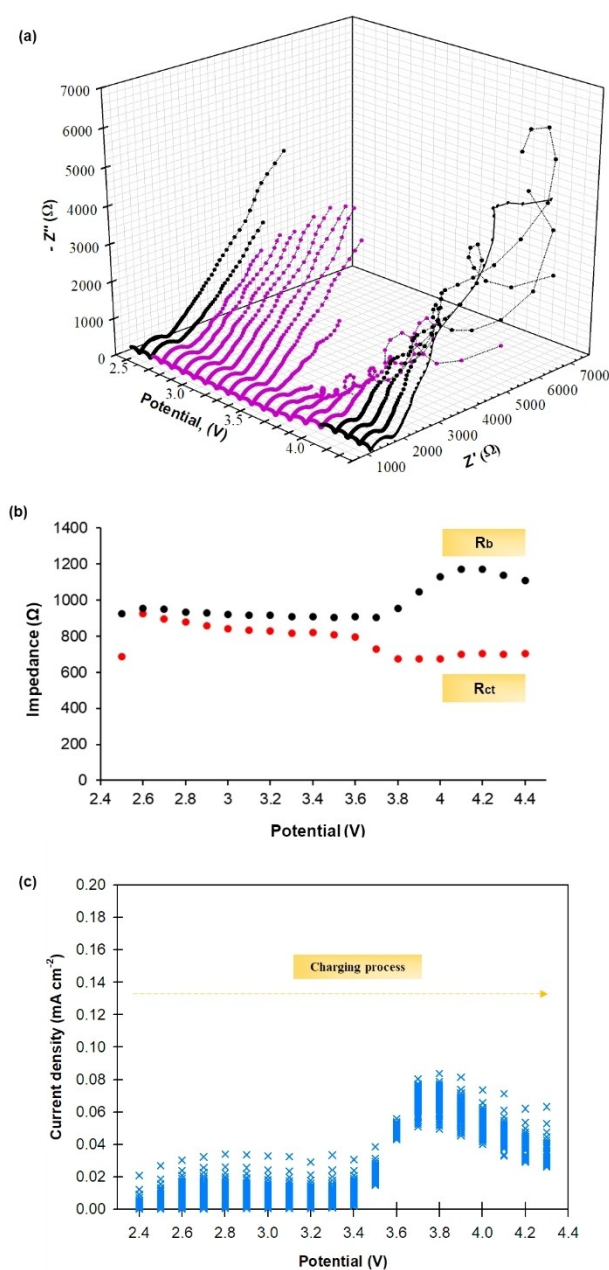 (a)
7000
6000
5000
4000
3000
2000
1000
0
- Z" (Ω)
2.5
3.0
3.5
4.0
Potential, (V)
1000
2000
3000
4000
5000
6000
7000
Z' (Ω)
(b)
1400
1200
1000
800
600
400
200
0
Impedance (Ω)
Rb
Rct
2.4 2.6 2.8 3 3.2 3.4 3.6 3.8 4 4.2 4.4
Potential (V)
(c)
0.20
0.18
0.16
0.14
0.12
0.10
0.08
0.06
0.04
0.02
0.00
Current density (mA cm-2)
Charging process
2.4 2.6 2.8 3.0 3.2 3.4 3.6 3.8 4.0 4.2 4.4
Potential (V)